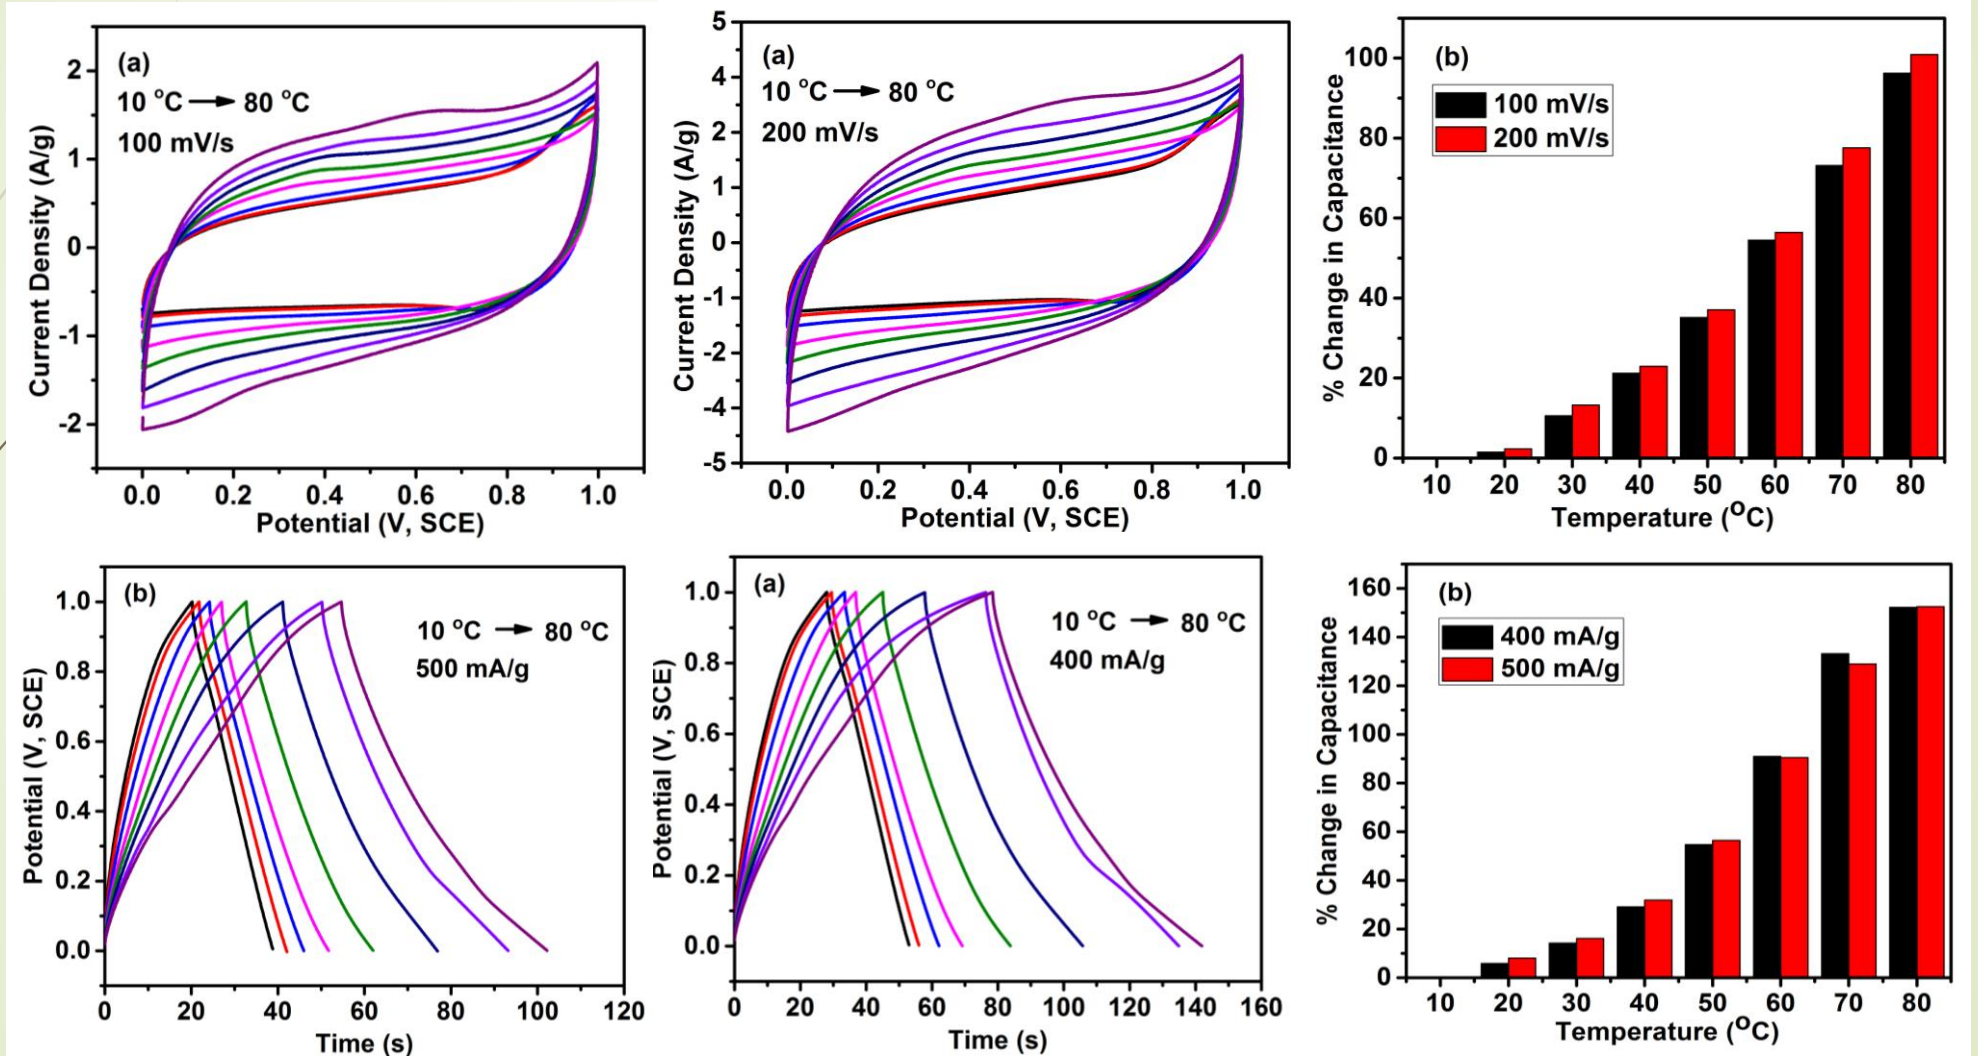 (a)
10 °C → 80 °C
100 mV/s
2
1
0
-1
-2
Current Density (A/g)
0.0 0.2 0.4 0.6 0.8 1.0
Potential (V, SCE)
(a)
10 °C → 80 °C
200 mV/s
5
4
2
1
0
-1
-2
-4
-5
Current Density (A/g)
0.0 0.2 0.4 0.6 0.8 1.0
Potential (V, SCE)
(b)
100 mV/s
200 mV/s
100
80
60
40
20
0
% Change in Capacitance
10 20 30 40 50 60 70 80
Temperature (°C)
(b)
10 °C → 80 °C
500 mA/g
1.0
0.8
0.6
0.4
0.2
0.0
Potential (V, SCE)
0 20 40 60 80 100 120
Time (s)
(a)
10 °C → 80 °C
400 mA/g
1.0
0.8
0.6
0.4
0.2
0.0
Potential (V, SCE)
0 20 40 60 80 100 120 140 160
Time (s)
(b)
400 mA/g
500 mA/g
160
140
120
100
80
60
40
20
0
% Change in Capacitance
10 20 30 40 50 60 70 80
Temperature (°C)